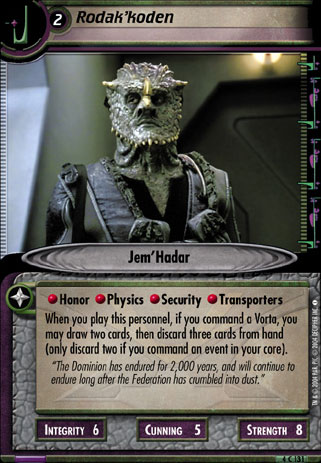 2 Rodak'koden
Jem'Hadar
Honor Physics Security Transporters
When you play this personnel, if you command a Vorta, you
may draw two cards, then discard three cards from hand
(only discard two if you command an event in your core).
"The Dominion has endured for 2,000 years, and will continue to
endure long after the Federation has crumbled into dust."
INTEGRITY 6 CUNNING 5 STRENGTH 8
4 C 131